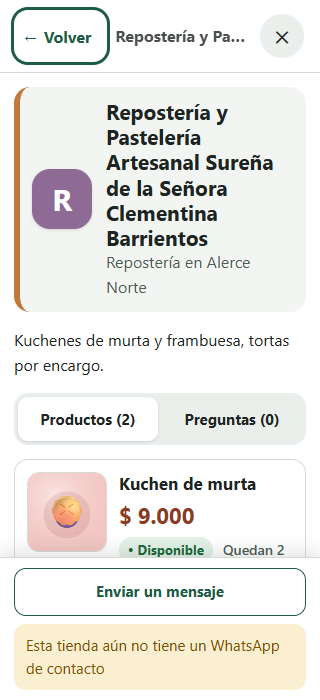 ← Volver
Repostería y Pa...
×
R
Repostería y
Pastelería
Artesanal Sureña
de la Señora
Clementina
Barrientos
Repostería en Alerce
Norte
Kuchenes de murta y frambuesa, tortas
por encargo.
Productos (2)
Preguntas (0)
Kuchen de murta
$ 9.000
• Disponible
Quedan 2
Enviar un mensaje
Esta tienda aún no tiene un WhatsApp
de contacto